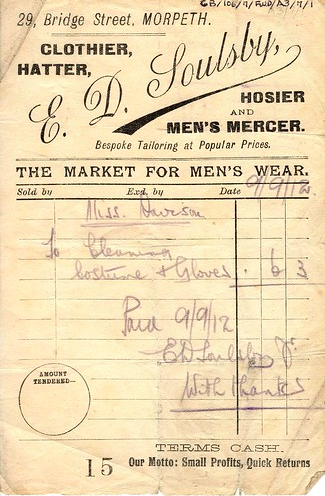 GB/106/7/EWD/A3/7/1
29, Bridge Street, MORPETH.
CLOTHIER,
HATTER,
E. D. Soulsby,
HOSIER
AND
MEN'S MERCER.
Bespoke Tailoring at Popular Prices.
THE MARKET FOR MEN'S WEAR.
Sold by Exd. by Date 9/9/12.
Miss. Davison
To Cleaning
Costume & Gloves . 6 3
Paid 9/9/12
E D Soulsby Jr
With thanks
AMOUNT
TENDERED—
TERMS CASH.
15 Our Motto: Small Profits, Quick Returns